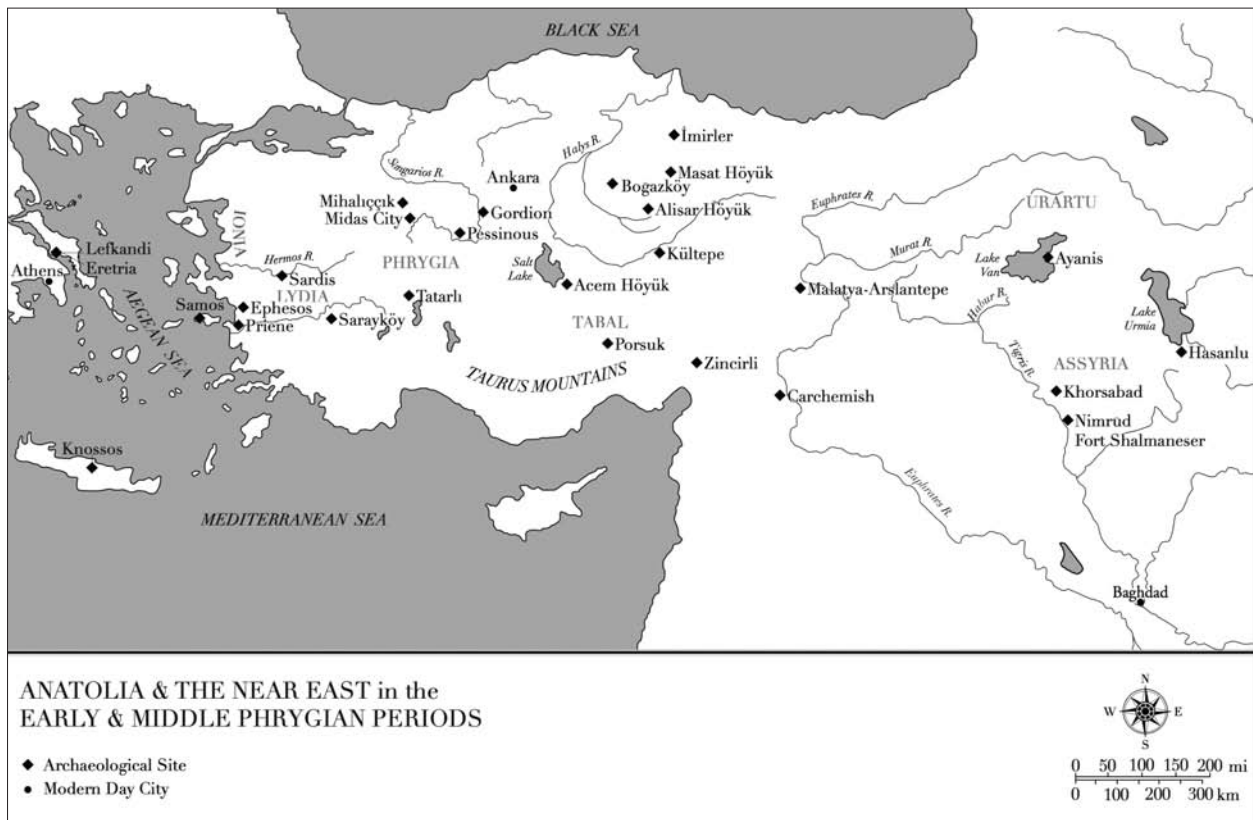 BLACK SEA
İmirler
Halys R.
Sangarios R.
Masat Höyük
Ankara
Bogazköy
Mihalıççık
Midas City
Gordion
Alisar Höyük
Euphrates R.
URARTU
IONIA
Pessinous
Lefkandi
Eretria
Murat R.
Hermos R.
PHRYGIA
Salt
Lake
Kültepe
Lake
Van
Ayanis
Athens
Sardis
Acem Höyük
Malatya-Arslantepe
LYDIA
Tatarlı
Habur R.
Lake
Urmia
AEGEAN SEA
Samos
Ephesos
Priene
Sarayköy
TABAL
Porsuk
Tigris R.
Hasanlu
TAURUS MOUNTAINS
Zincirli
ASSYRIA
Khorsabad
Carchemish
Nimrud
Fort Shalmaneser
Knossos
Euphrates R.
MEDITERRANEAN SEA
Baghdad
ANATOLIA & THE NEAR EAST in the
EARLY & MIDDLE PHRYGIAN PERIODS
Archaeological Site
Modern Day City
N
W E
S
0 50 100 150 200 mi
0 100 200 300 km